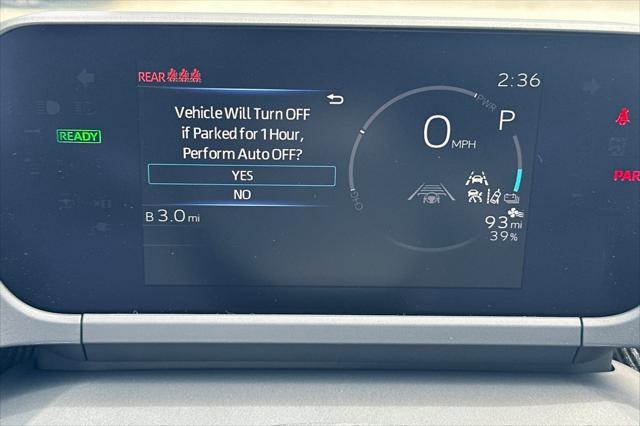 REAR
2:36
Vehicle Will Turn OFF
if Parked for 1 Hour,
Perform Auto OFF?
YES
NO
B 3.0 mi
READY
PWR
P
0 MPH
CHG
93 mi
39%
PAR